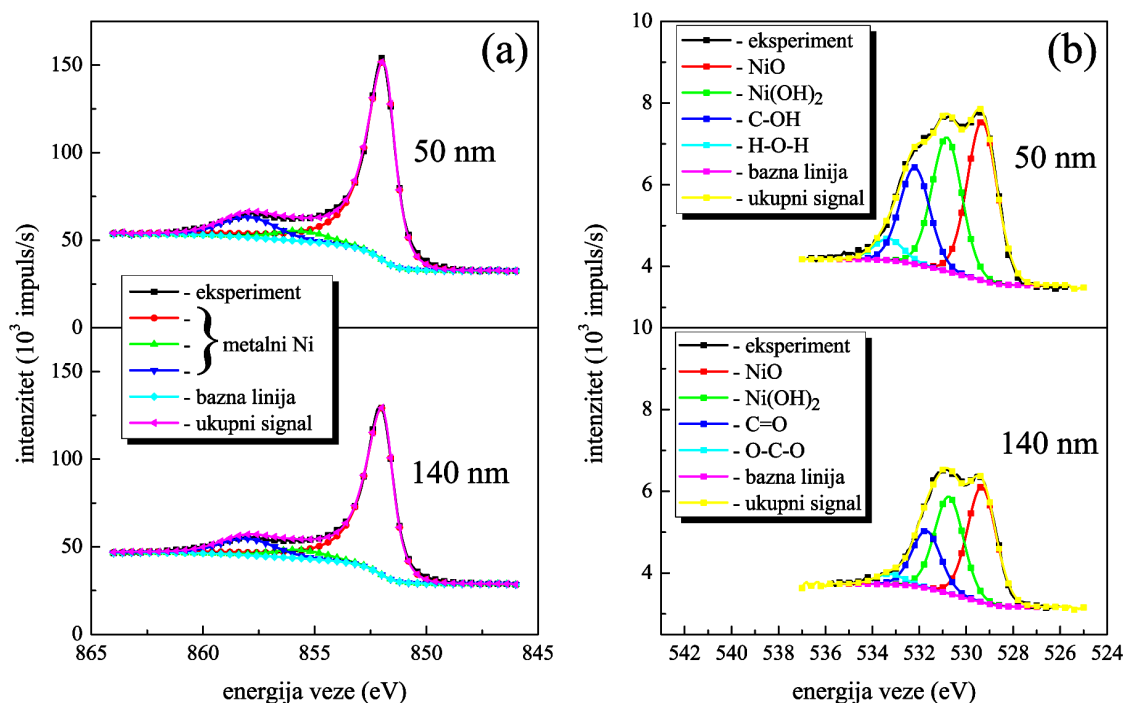 (a)
50 nm
150
100
50
0
- eksperiment
-
- } metalni Ni
-
- bazna linija
- ukupni signal
140 nm
150
100
50
0
865 860 855 850 845
energija veze (eV)
intenzitet (10³ impuls/s)
(b)
- eksperiment
- NiO
- Ni(OH)₂
- C-OH
- H-O-H
- bazna linija
- ukupni signal
50 nm
10
8
6
4
10
- eksperiment
- NiO
- Ni(OH)₂
- C=O
- O-C-O
- bazna linija
- ukupni signal
140 nm
8
6
4
542 540 536 534 532 530 528 526 524
energija veze (eV)
intenzitet (10³ impuls/s)